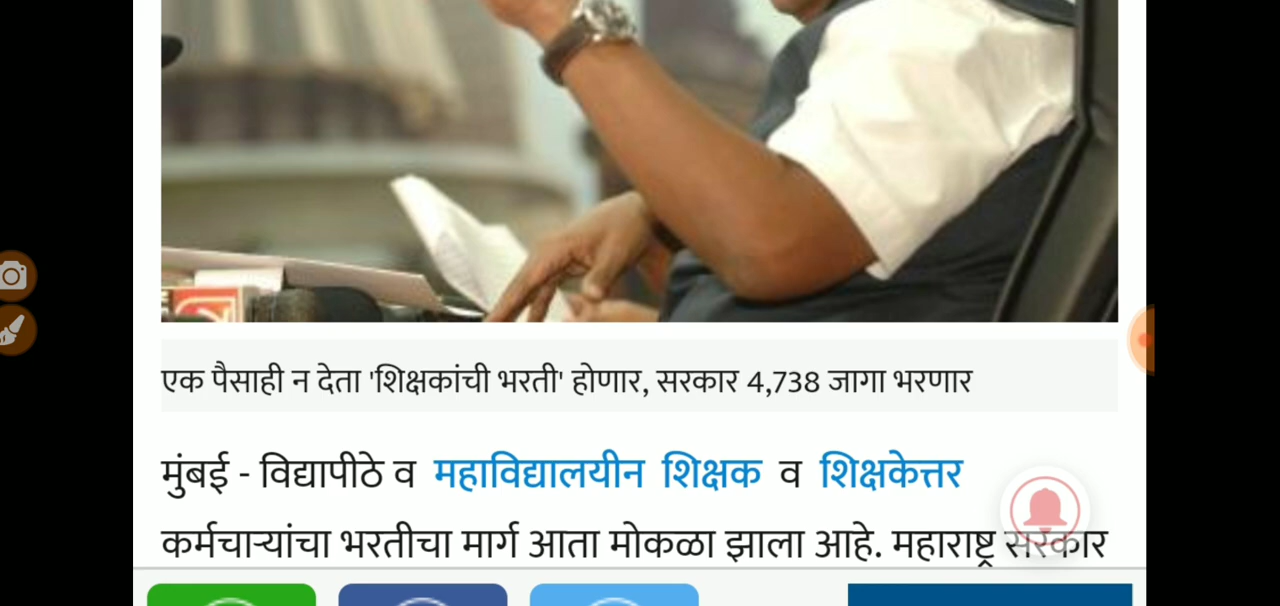 एक पैसाही न देता 'शिक्षकांची भरती' होणार, सरकार 4,738 जागा भरणार
मुंबई - विद्यापीठे व महाविद्यालयीन शिक्षक व शिक्षकेत्तर
कर्मचाऱ्यांचा भरतीचा मार्ग आता मोकळा झाला आहे. महाराष्ट्र सरकार